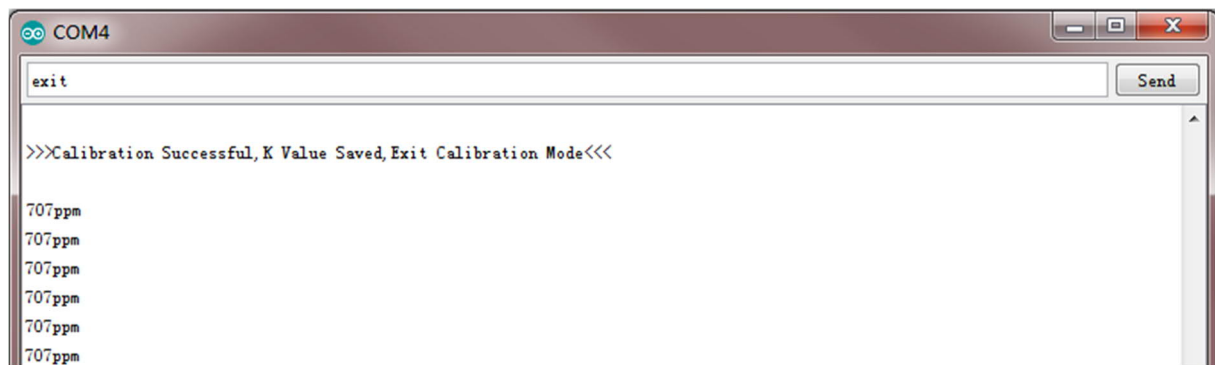 COM4
exit
Send
>>>Calibration Successful,K Value Saved,Exit Calibration Mode<<<
707ppm
707ppm
707ppm
707ppm
707ppm
707ppm